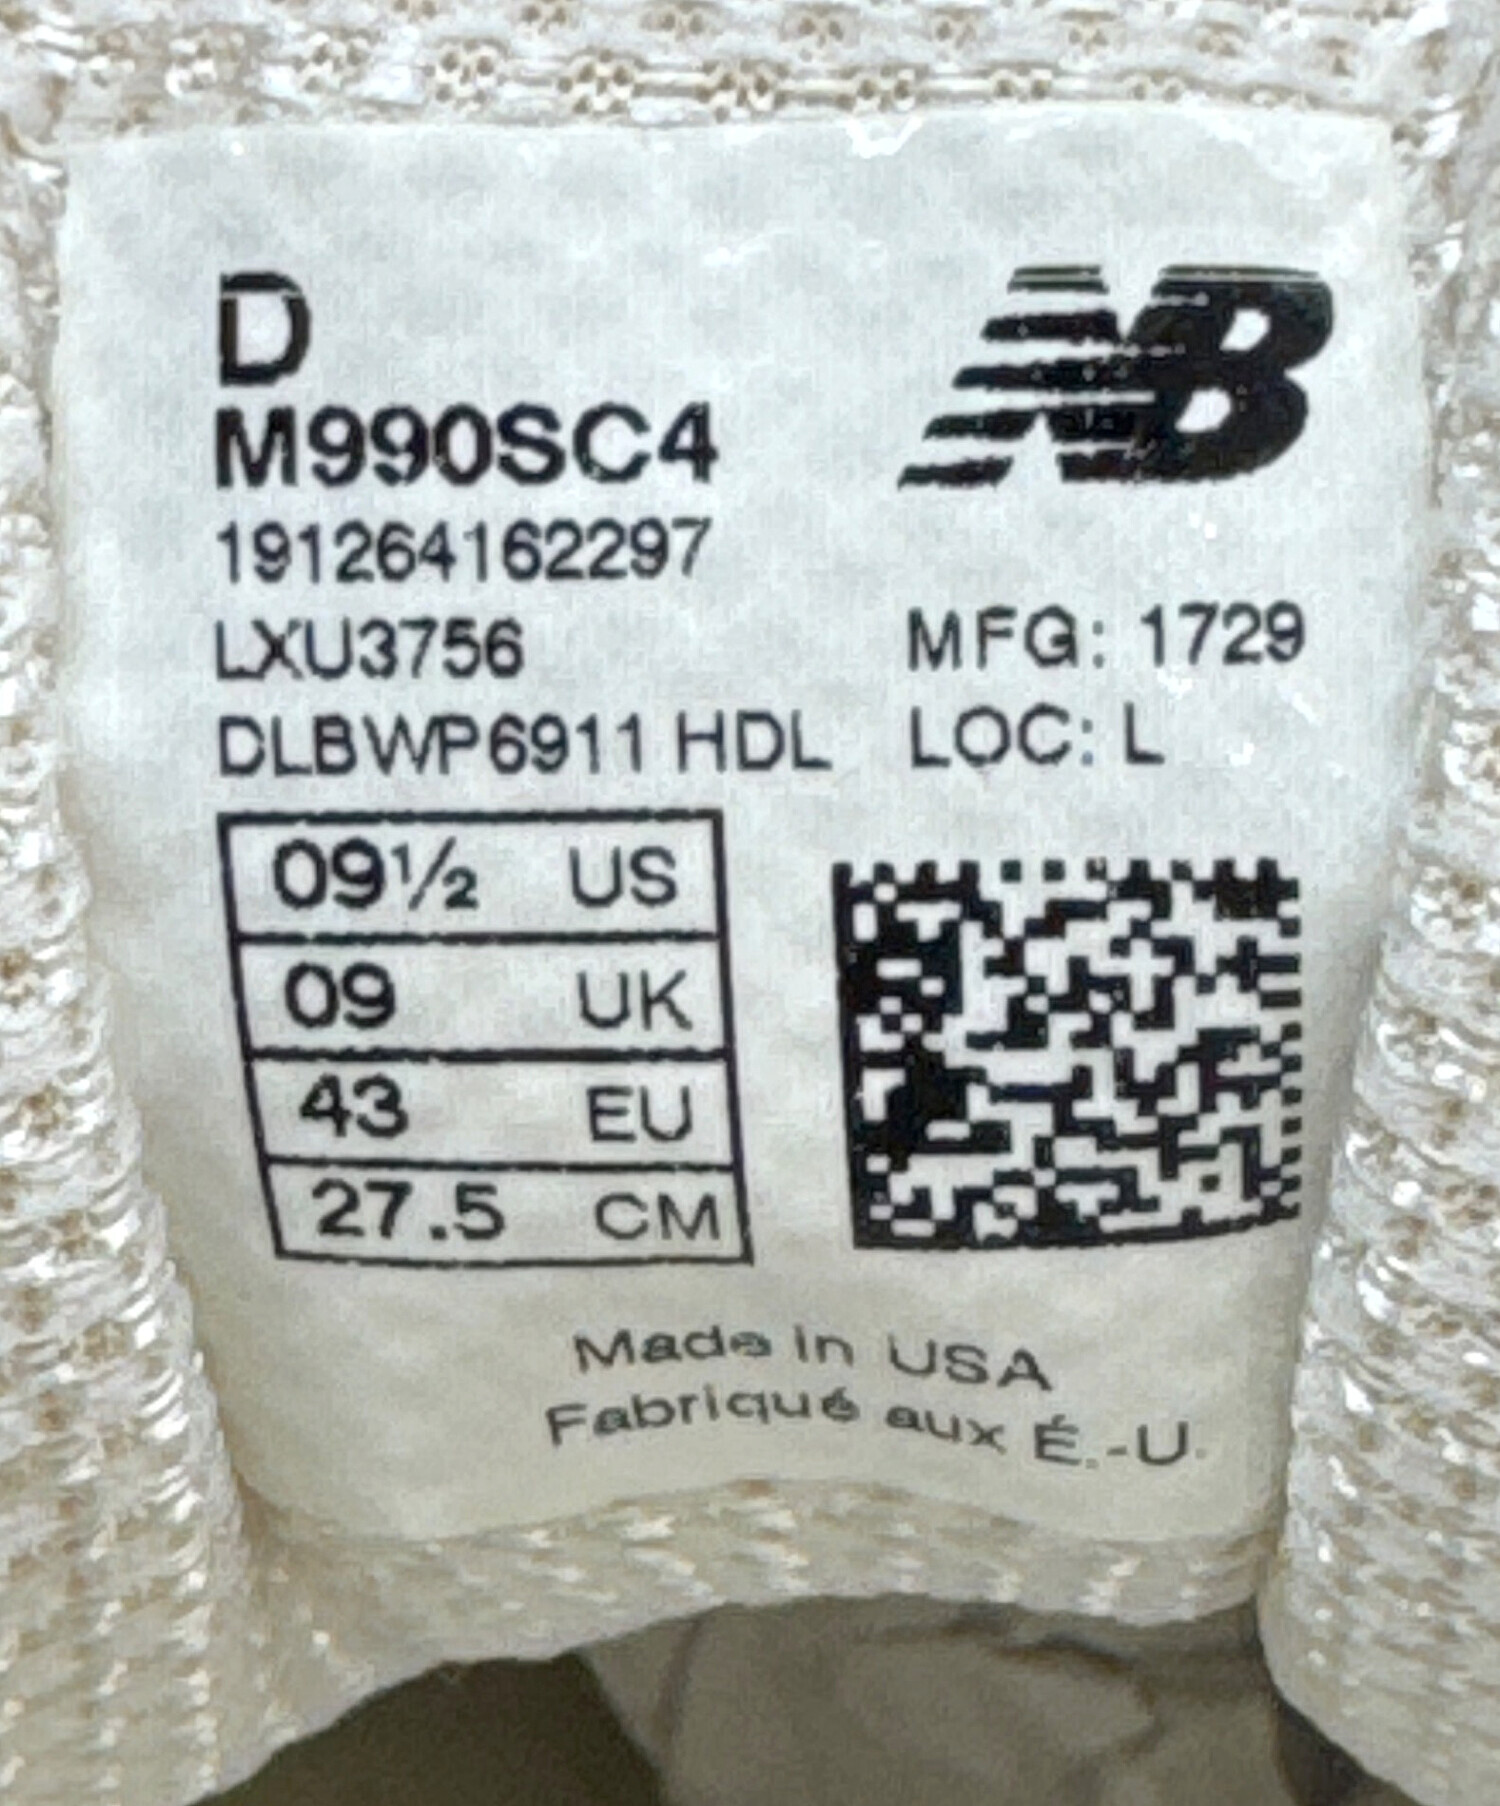 D
NB
M990SC4
191264162297
LXU3756
MFG: 1729
DLBWP6911 HDL
LOC: L
09½ US
09 UK
43 EU
27.5 CM
Made in USA
Fabriqué aux É.-U.